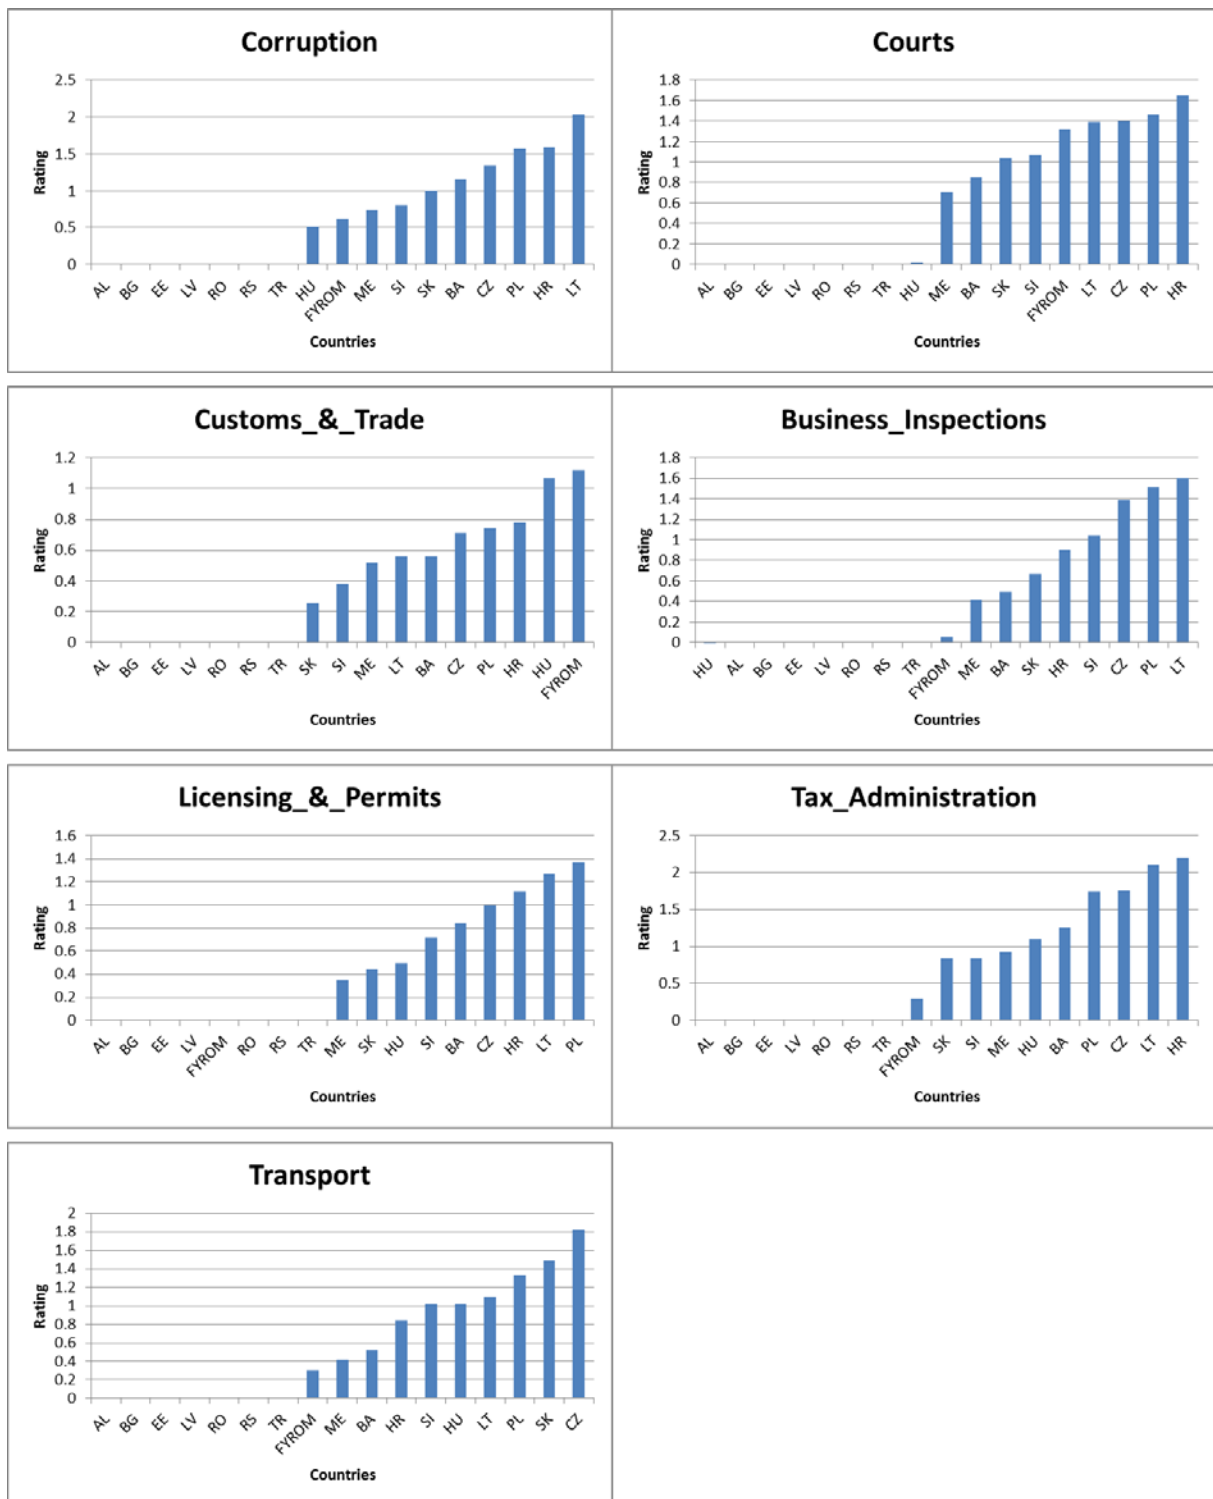 Corruption
2.5
2
1.5
1
0.5
0
Rating
AL BG EE LV RO RS TR HU FYROM ME SI SK BA CZ PL HR LT
Countries
Courts
1.8
1.6
1.4
1.2
1
0.8
0.6
0.4
0.2
0
Rating
AL BG EE LV RO RS TR HU ME BA SK SI FYROM LT CZ PL HR
Countries
Customs_&_Trade
1.2
1
0.8
0.6
0.4
0.2
0
Rating
AL BG EE LV RO RS TR SK SI ME LT BA CZ PL HR HU FYROM
Countries
Business_Inspections
1.8
1.6
1.4
1.2
1
0.8
0.6
0.4
0.2
0
Rating
HU AL BG EE LV RO RS TR FYROM ME BA SK HR SI CZ PL LT
Countries
Licensing_&_Permits
1.6
1.4
1.2
1
0.8
0.6
0.4
0.2
0
Rating
AL BG EE LV FYROM RO RS TR ME SK HU SI BA CZ HR LT PL
Countries
Tax_Administration
2.5
2
1.5
1
0.5
0
Rating
AL BG EE LV RO RS TR FYROM SK SI ME HU BA PL CZ LT HR
Countries
Transport
2
1.8
1.6
1.4
1.2
1
0.8
0.6
0.4
0.2
0
Rating
AL BG EE LV RO RS TR FYROM ME BA HR SI HU LT PL SK CZ
Countries